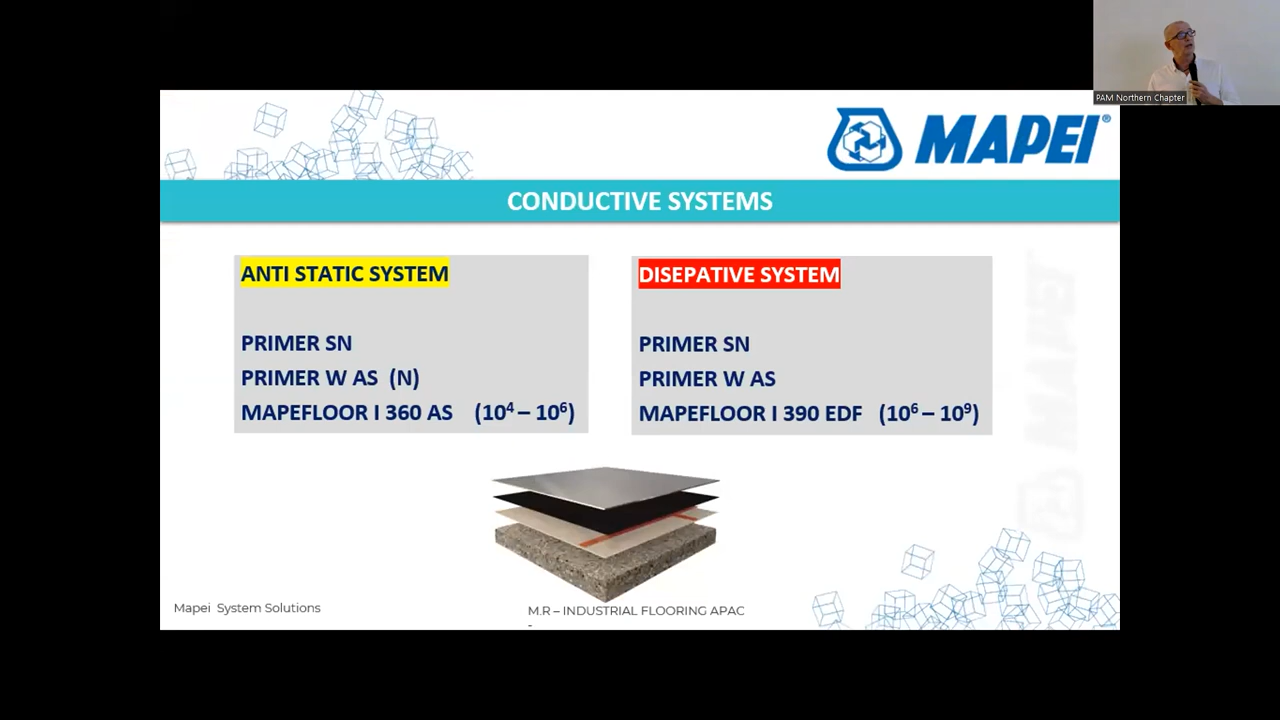 PAM Northern Chapter
MAPEI®
CONDUCTIVE SYSTEMS
ANTI STATIC SYSTEM
PRIMER SN
PRIMER W AS (N)
MAPEFLOOR I 360 AS (10⁴ – 10⁶)
DISEPATIVE SYSTEM
PRIMER SN
PRIMER W AS
MAPEFLOOR I 390 EDF (10⁶ – 10⁹)
MAPEI
Mapei System Solutions
M.R – INDUSTRIAL FLOORING APAC
-